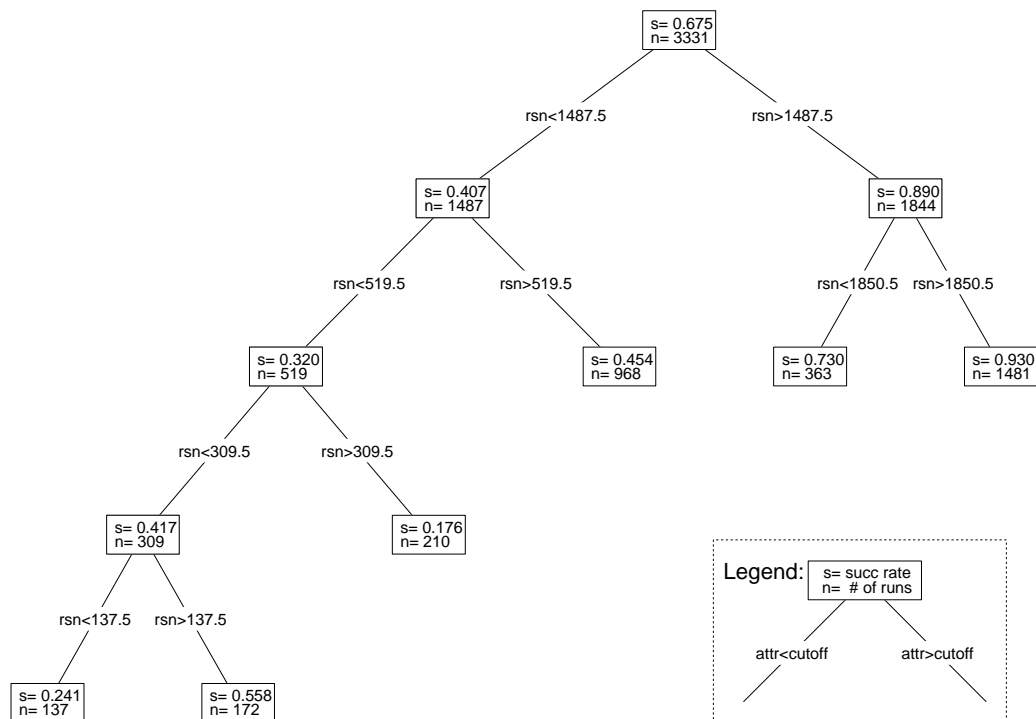 s= 0.675
n= 3331
rsn<1487.5
rsn>1487.5
s= 0.407
n= 1487
s= 0.890
n= 1844
rsn<519.5
rsn>519.5
rsn<1850.5
rsn>1850.5
s= 0.320
n= 519
s= 0.454
n= 968
s= 0.730
n= 363
s= 0.930
n= 1481
rsn<309.5
rsn>309.5
s= 0.417
n= 309
s= 0.176
n= 210
rsn<137.5
rsn>137.5
s= 0.241
n= 137
s= 0.558
n= 172
Legend:
s= succ rate
n= # of runs
attr<cutoff
attr>cutoff